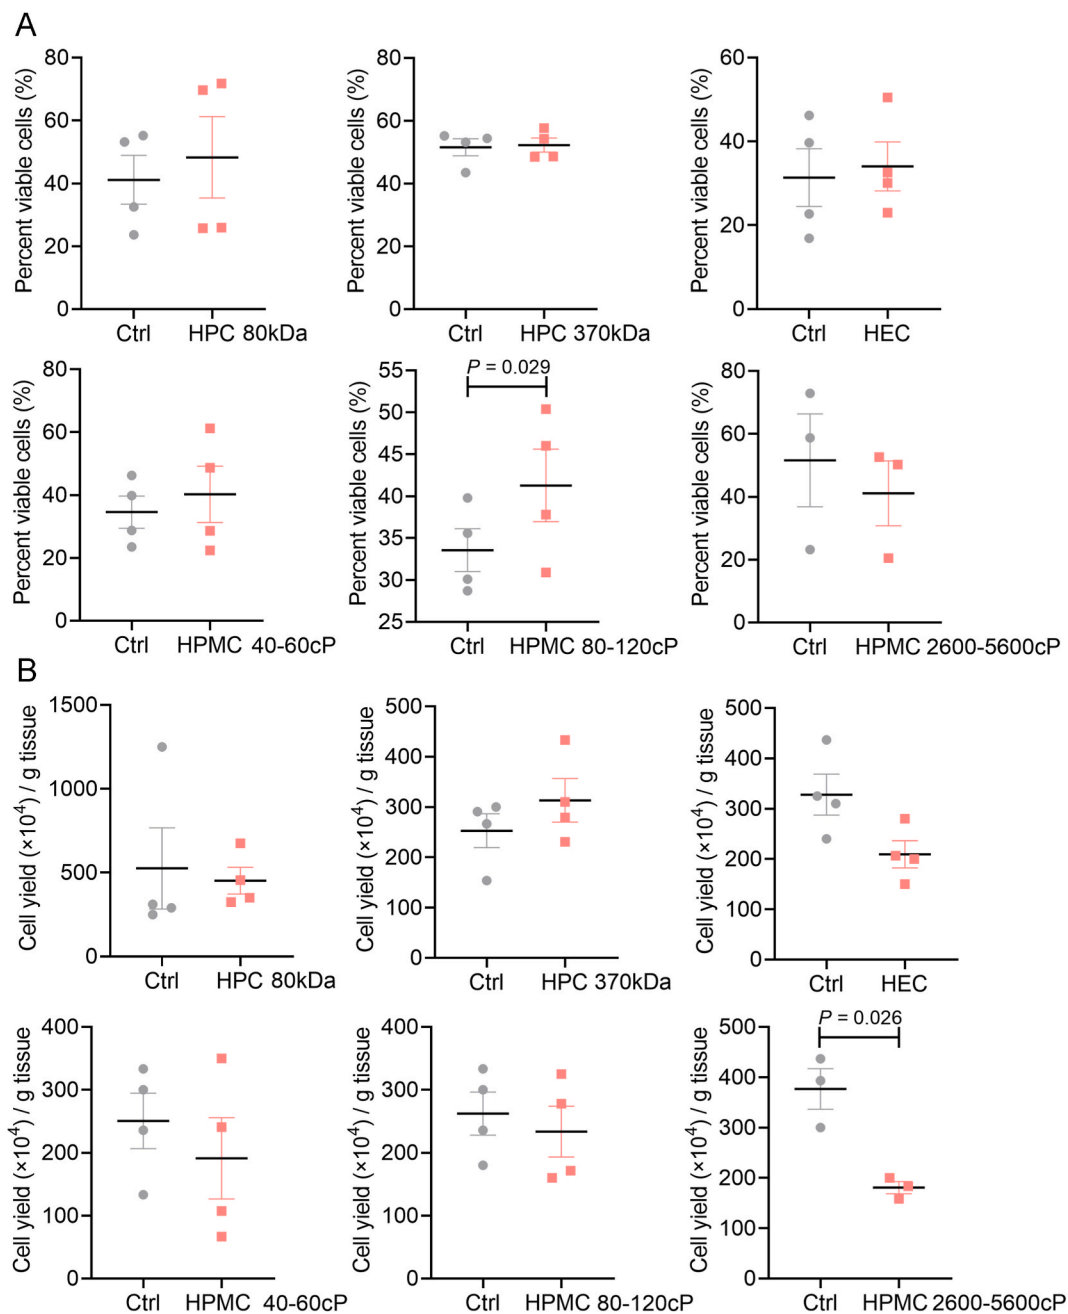 A
Percent viable cells (%)
80
60
40
20
0
Ctrl
HPC 80kDa
Percent viable cells (%)
80
60
40
20
0
Ctrl
HPC 370kDa
Percent viable cells (%)
60
40
20
0
Ctrl
HEC
Percent viable cells (%)
80
60
40
20
0
Ctrl
HPMC 40-60cP
Percent viable cells (%)
P = 0.029
55
50
45
40
35
30
25
Ctrl
HPMC 80-120cP
Percent viable cells (%)
80
60
40
20
0
Ctrl
HPMC 2600-5600cP
B
Cell yield (×10⁴) / g tissue
1500
1000
500
0
Ctrl
HPC 80kDa
Cell yield (×10⁴) / g tissue
500
400
300
200
100
0
Ctrl
HPC 370kDa
Cell yield (×10⁴) / g tissue
500
400
300
200
100
0
Ctrl
HEC
Cell yield (×10⁴) / g tissue
400
300
200
100
0
Ctrl
HPMC 40-60cP
Cell yield (×10⁴) / g tissue
400
300
200
100
0
Ctrl
HPMC 80-120cP
Cell yield (×10⁴) / g tissue
P = 0.026
500
400
300
200
100
0
Ctrl
HPMC 2600-5600cP